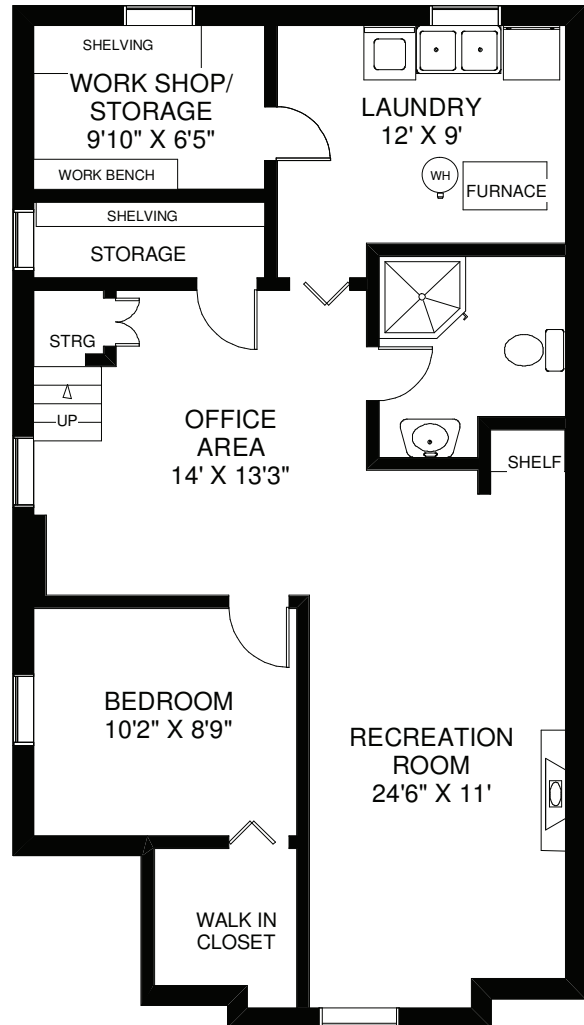 SHELVING
WORK SHOP/
STORAGE
9'10" X 6'5"
WORK BENCH
LAUNDRY
12' X 9'
WH
FURNACE
SHELVING
STORAGE
STRG
UP
OFFICE
AREA
14' X 13'3"
SHELF
BEDROOM
10'2" X 8'9"
RECREATION
ROOM
24'6" X 11'
WALK IN
CLOSET